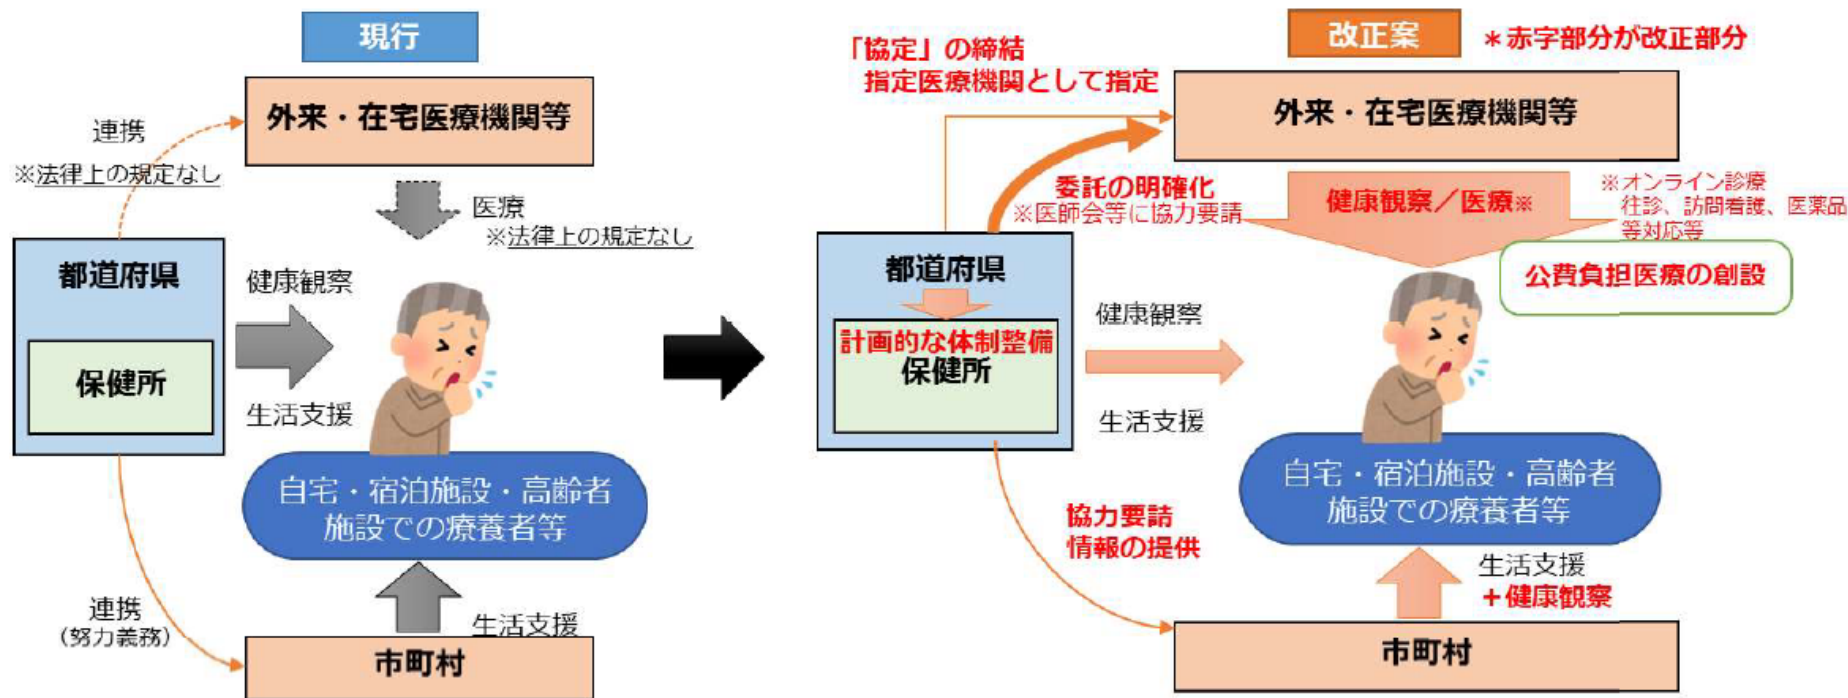 現行
外来・在宅医療機関等
連携
※法律上の規定なし
医療
※法律上の規定なし
都道府県
保健所
健康観察
生活支援
自宅・宿泊施設・高齢者
施設での療養者等
連携
(努力義務)
生活支援
市町村
改正案
＊赤字部分が改正部分
「協定」の締結
指定医療機関として指定
外来・在宅医療機関等
委託の明確化
※医師会等に協力要請
健康観察／医療※
※オンライン診療
往診、訪問看護、医薬品
等対応等
公費負担医療の創設
都道府県
計画的な体制整備
保健所
健康観察
生活支援
自宅・宿泊施設・高齢者
施設での療養者等
協力要請
情報の提供
生活支援
＋健康観察
市町村